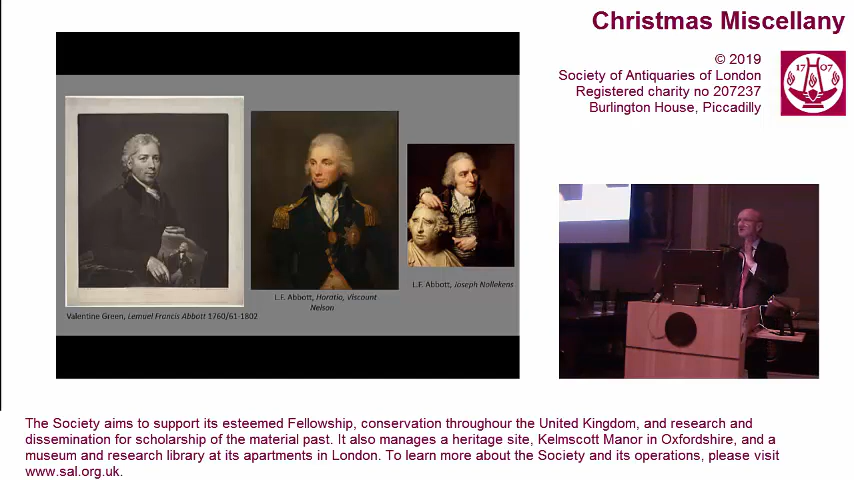 Christmas Miscellany
© 2019
Society of Antiquaries of London
Registered charity no 207237
Burlington House, Piccadilly
1707
L.F. Abbott, Joseph Nollekens
L.F. Abbott, Horatio, Viscount
Nelson
Valentine Green, Lemuel Francis Abbott 1760/61-1802
The Society aims to support its esteemed Fellowship, conservation throughour the United Kingdom, and research and
dissemination for scholarship of the material past. It also manages a heritage site, Kelmscott Manor in Oxfordshire, and a
museum and research library at its apartments in London. To learn more about the Society and its operations, please visit
www.sal.org.uk.